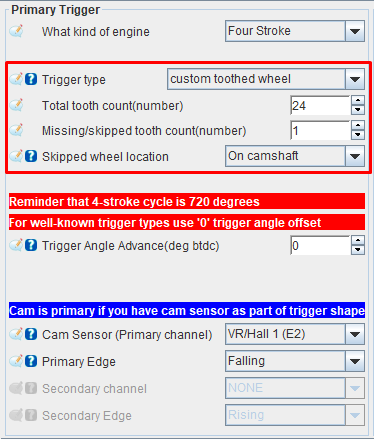 Primary Trigger
What kind of engine Four Stroke
Trigger type custom toothed wheel
Total tooth count(number) 24
Missing/skipped tooth count(number) 1
Skipped wheel location On camshaft
Reminder that 4-stroke cycle is 720 degrees
For well-known trigger types use '0' trigger angle offset
Trigger Angle Advance(deg btdc) 0
Cam is primary if you have cam sensor as part of trigger shape
Cam Sensor (Primary channel) VR/Hall 1 (E2)
Primary Edge Falling
Secondary channel NONE
Secondary Edge Rising